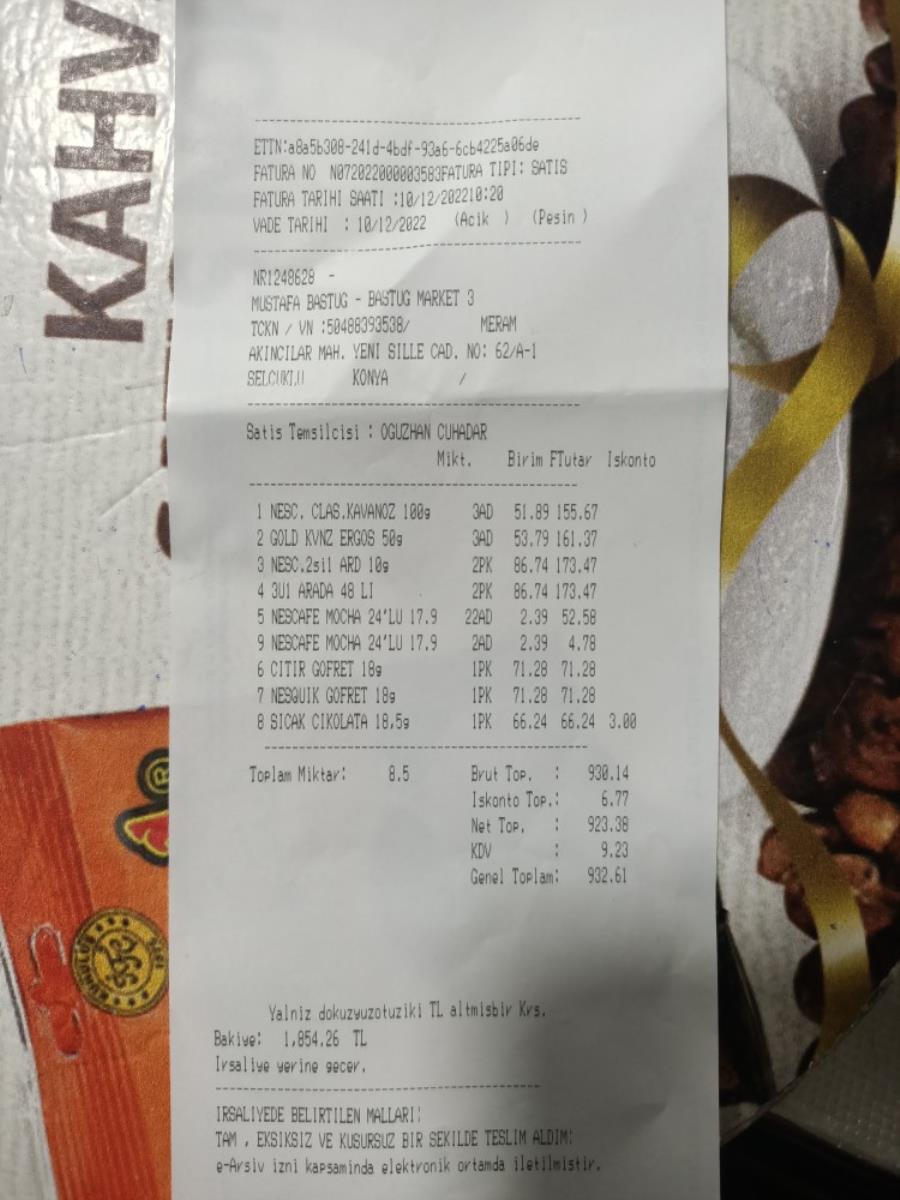 KAHV
ETTN:a8a5b308-241d-4bdf-93a6-6cb4225a06de
FATURA NO N072022000003583FATURA TIPI: SATIS
FATURA TARIHI SAATI :10/12/202210:20
VADE TARIHI : 10/12/2022 (Acik ) (Pesin )
NR1248628 -
MUSTAFA BASTUG - BASTUG MARKET 3
TCKN / VN :50488393538/ MERAM
AKINCILAR MAH. YENI SILLE CAD. NO: 62/A-1
SELCUKLU KONYA /
Satis Temsilcisi : OGUZHAN CUHADAR
Mikt. Birim FTutar Iskonto
1 NESC. CLAS.KAVANOZ 100g 3AD 51.89 155.67
2 GOLD KVNZ ERGOS 50g 3AD 53.79 161.37
3 NESC.2si1 ARD 10g 2PK 86.74 173.47
4 3U1 ARADA 48 LI 2PK 86.74 173.47
5 NESCAFE MOCHA 24'LU 17.9 22AD 2.39 52.58
9 NESCAFE MOCHA 24'LU 17.9 2AD 2.39 4.78
6 CITIR GOFRET 18g 1PK 71.28 71.28
7 NESQUIK GOFRET 18g 1PK 71.28 71.28
8 SICAK CIKOLATA 18,5g 1PK 66.24 66.24 3.00
Toplam Miktar: 8.5 Brut Top. : 930.14
Iskonto Top.: 6.77
Net Top. : 923.38
KDV : 9.23
Genel Toplam: 932.61
Yalniz dokuzyuzotuziki TL altmisbir Krs.
Bakiye: 1,854.26 TL
Irsaliye yerine gecer.
IRSALIYEDE BELIRTILEN MALLARI!
TAM , EKSIKSIZ VE KUSURSUZ BIR SEKILDE TESLIM ALDIM!
e-Arsiv izni kapsaminda elektronik ortamda iletilmistir.